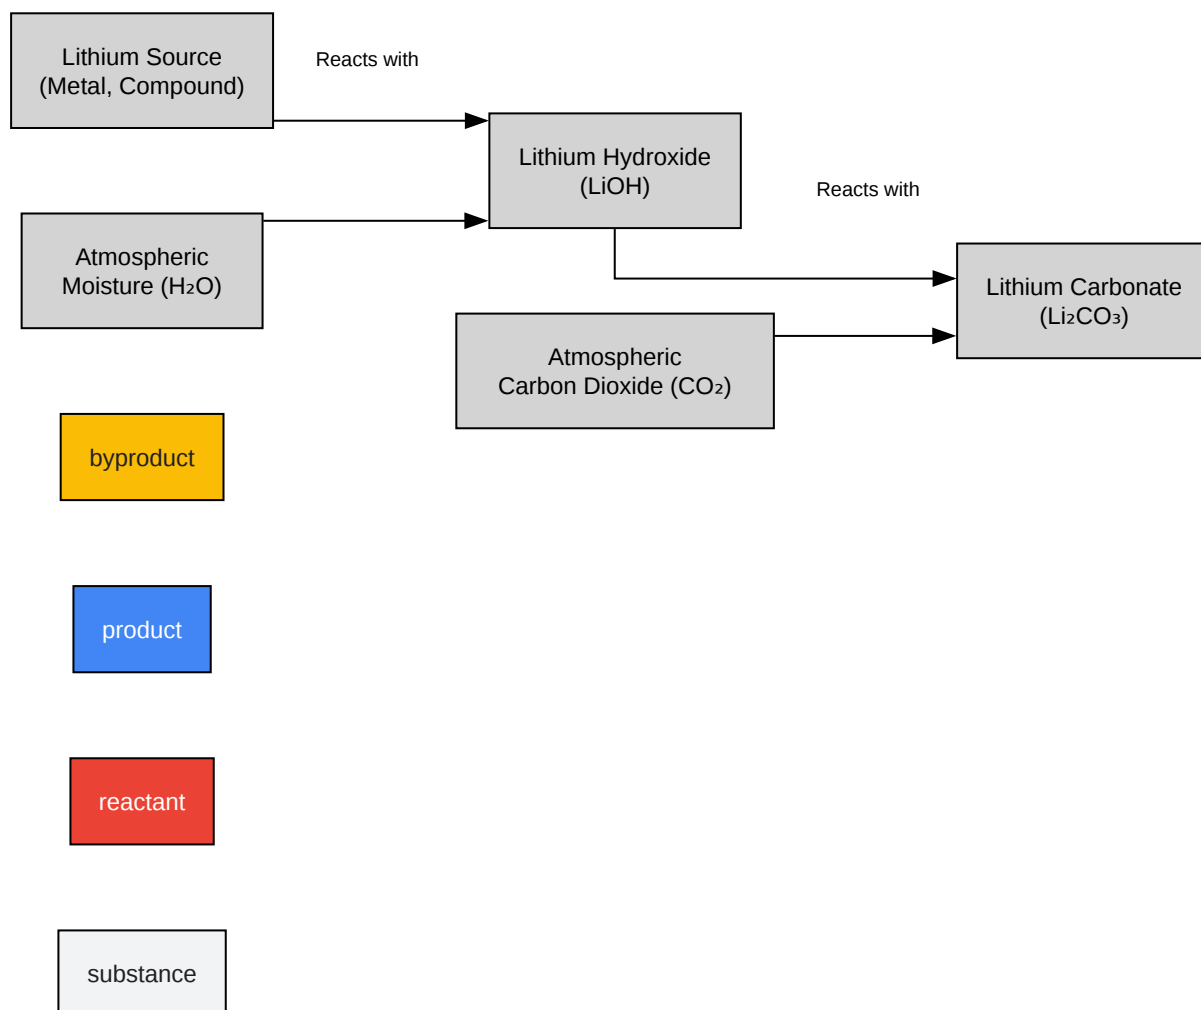 Lithium Source
(Metal, Compound)
Reacts with
Lithium Hydroxide
(LiOH)
Reacts with
Atmospheric
Moisture (H₂O)
Lithium Carbonate
(Li₂CO₃)
Atmospheric
Carbon Dioxide (CO₂)
byproduct
product
reactant
substance